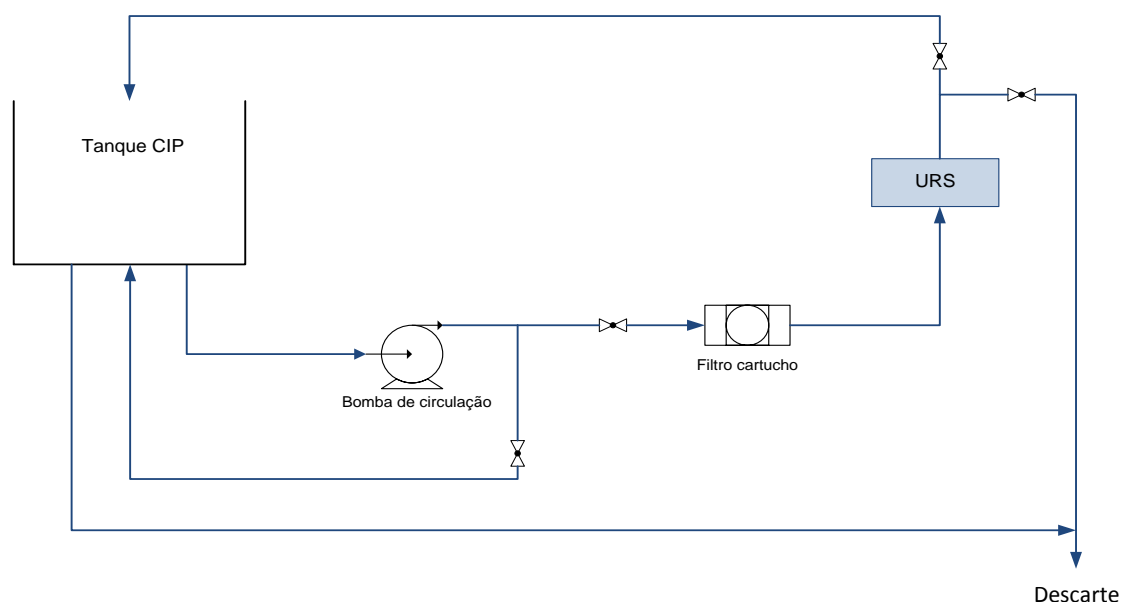 Tanque CIP
URS
Filtro cartucho
Bomba de circulação
Descarte